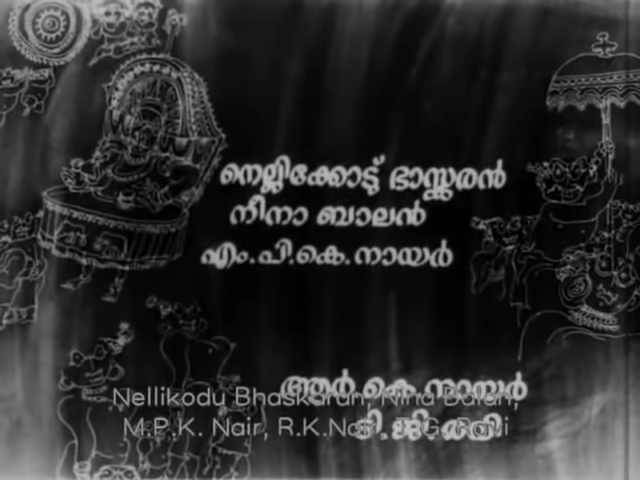 നെല്ലിക്കോട്ട് ഭാസ്ക്കരൻ
നീനാ ബാലൻ
എം.പി.കെ.നായർ
ആർ.കെ.നായർ
Nellikodu Bhaskaran, Nina Balan,
M.P.K. Nair, R.K.Nair, T.G. Ravi